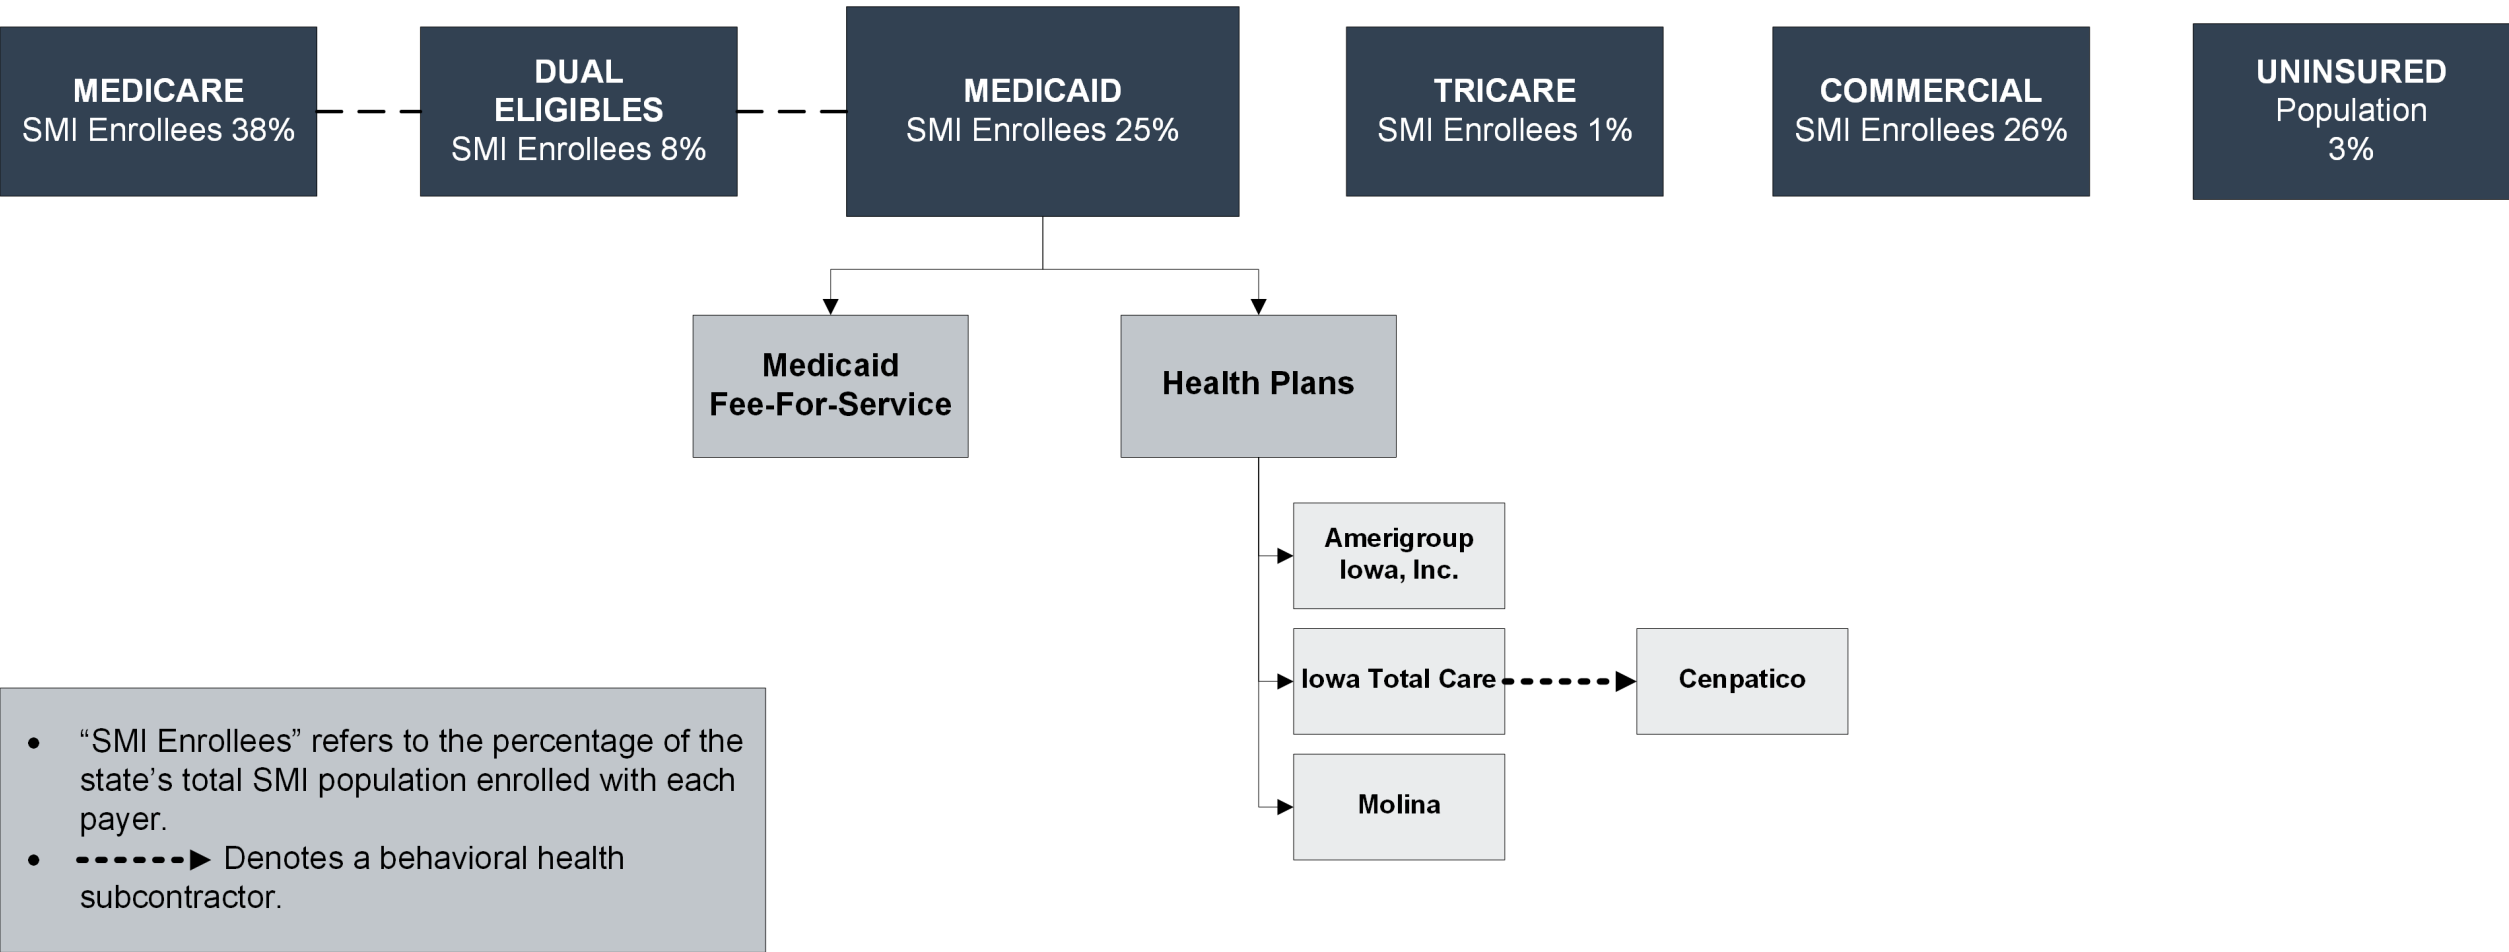 MEDICARE
SMI Enrollees 38%
DUAL
ELIGIBLES
SMI Enrollees 8%
MEDICAID
SMI Enrollees 25%
TRICARE
SMI Enrollees 1%
COMMERCIAL
SMI Enrollees 26%
UNINSURED
Population
3%
Medicaid
Fee-For-Service
Health Plans
Amerigroup
Iowa, Inc.
Iowa Total Care
Cenpatico
Molina
• “SMI Enrollees” refers to the percentage of the
state’s total SMI population enrolled with each
payer.
• Denotes a behavioral health
subcontractor.